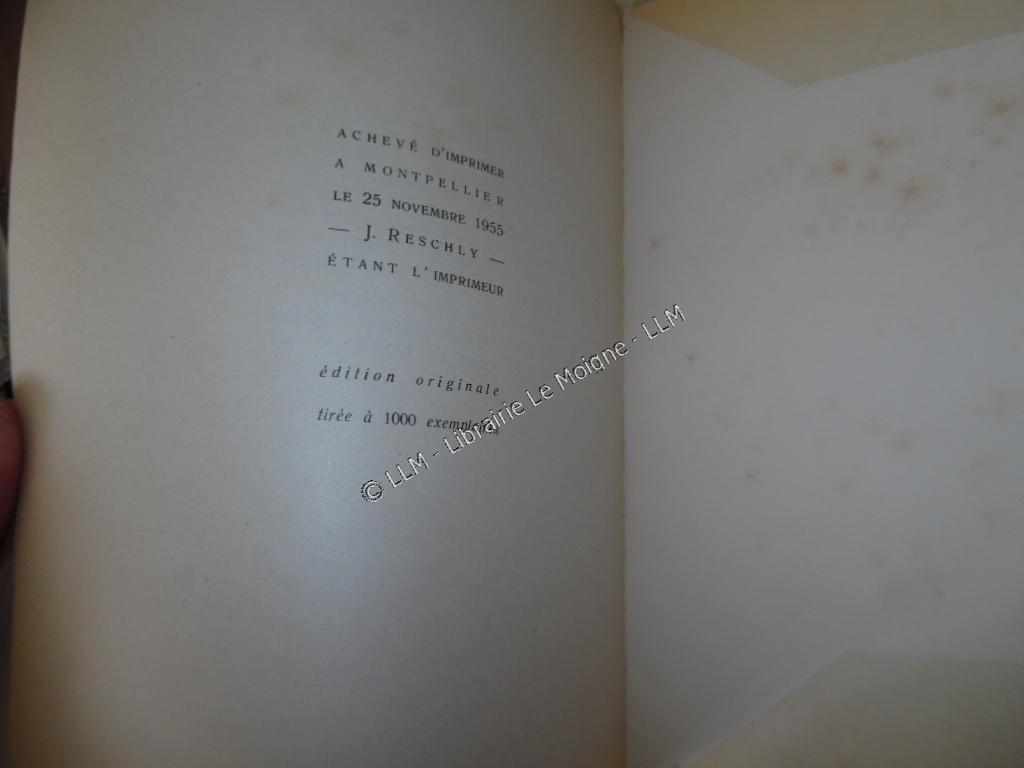 ACHEVÉ D'IMPRIMER
A MONTPELLIER
LE 25 NOVEMBRE 1955
— J. RESCHLY —
ÉTANT L'IMPRIMEUR
édition originale
tirée à 1000 exemplaires
© LLM - Librairie Le Moigne - LLM